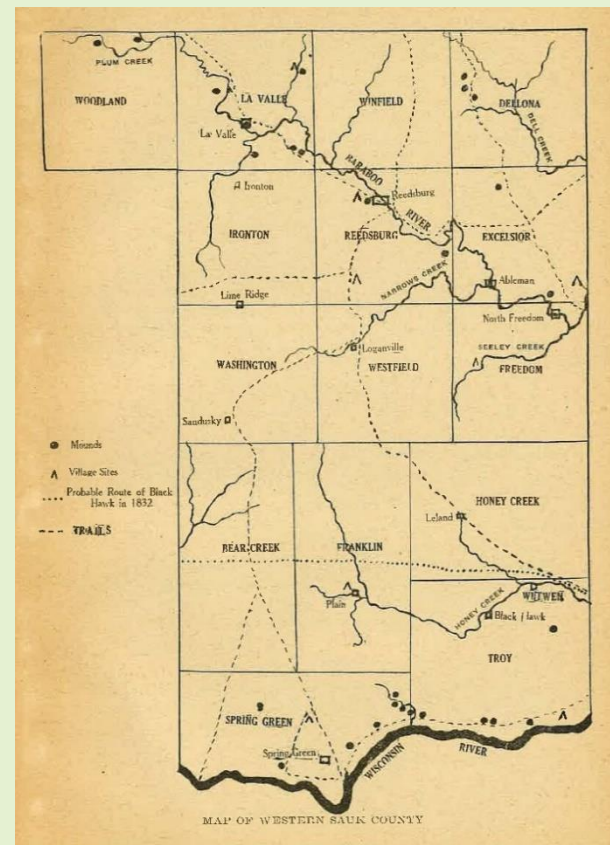 PLUM CREEK
WOODLAND
LA VALLE
WINFIELD
DELLONA
DELL CREEK
La Valle
BARABOO
RIVER
Ironton
Reedsburg
IRONTON
REEDSBURG
EXCELSIOR
NARROWS CREEK
Ableman
Lime Ridge
North Freedom
SEELEY CREEK
Loganville
WASHINGTON
WESTFIELD
FREEDOM
Sandusky
Mounds
Village Sites
Probable Route of Black
Hawk in 1832
TRAILS
HONEY CREEK
Leland
BEAR CREEK
FRANKLIN
Plain
HONEY CREEK
Black Hawk
TROY
SPRING GREEN
Spring Green
WISCONSIN
RIVER
MAP OF WESTERN SAUK COUNTY